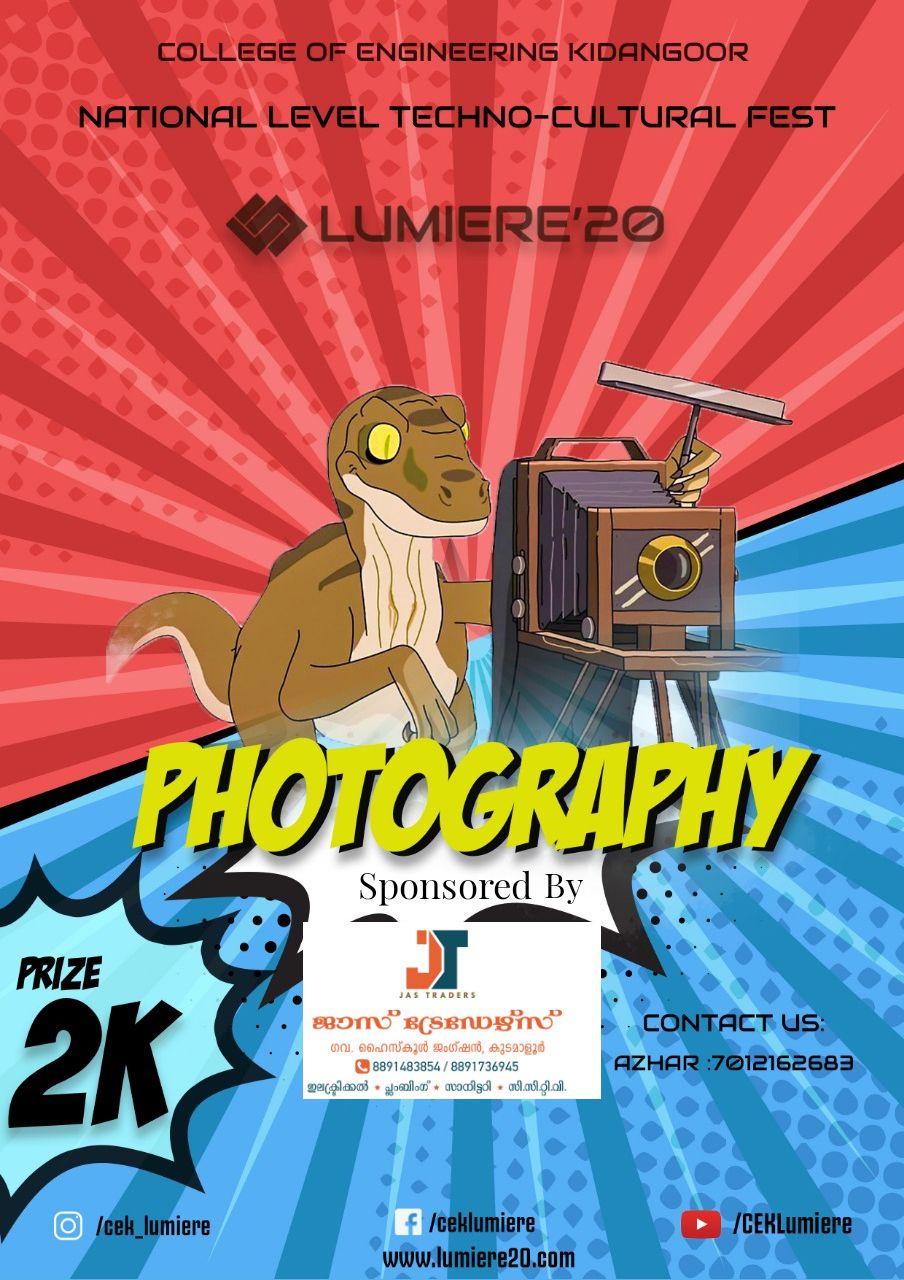 COLLEGE OF ENGINEERING KIDANGOOR
NATIONAL LEVEL TECHNO-CULTURAL FEST
LUMIERE'20
PHOTOGRAPHY
Sponsored By
JT
JAS TRADERS
ജാസ് ട്രേഡേഴ്സ്
ഗവ. ഹൈസ്കൂൾ ജംഗ്ഷൻ, കുടമാളൂർ
8891483854 / 8891736945
ഇലക്ട്രിക്കൽ ★ പ്ലംബിംഗ് ★ സാനിട്ടറി ★ സി.സി.റ്റി.വി.
PRIZE
2K
CONTACT US:
AZHAR :7012162683
/cek_lumiere
/ceklumiere
/CEKLumiere
www.lumiere20.com